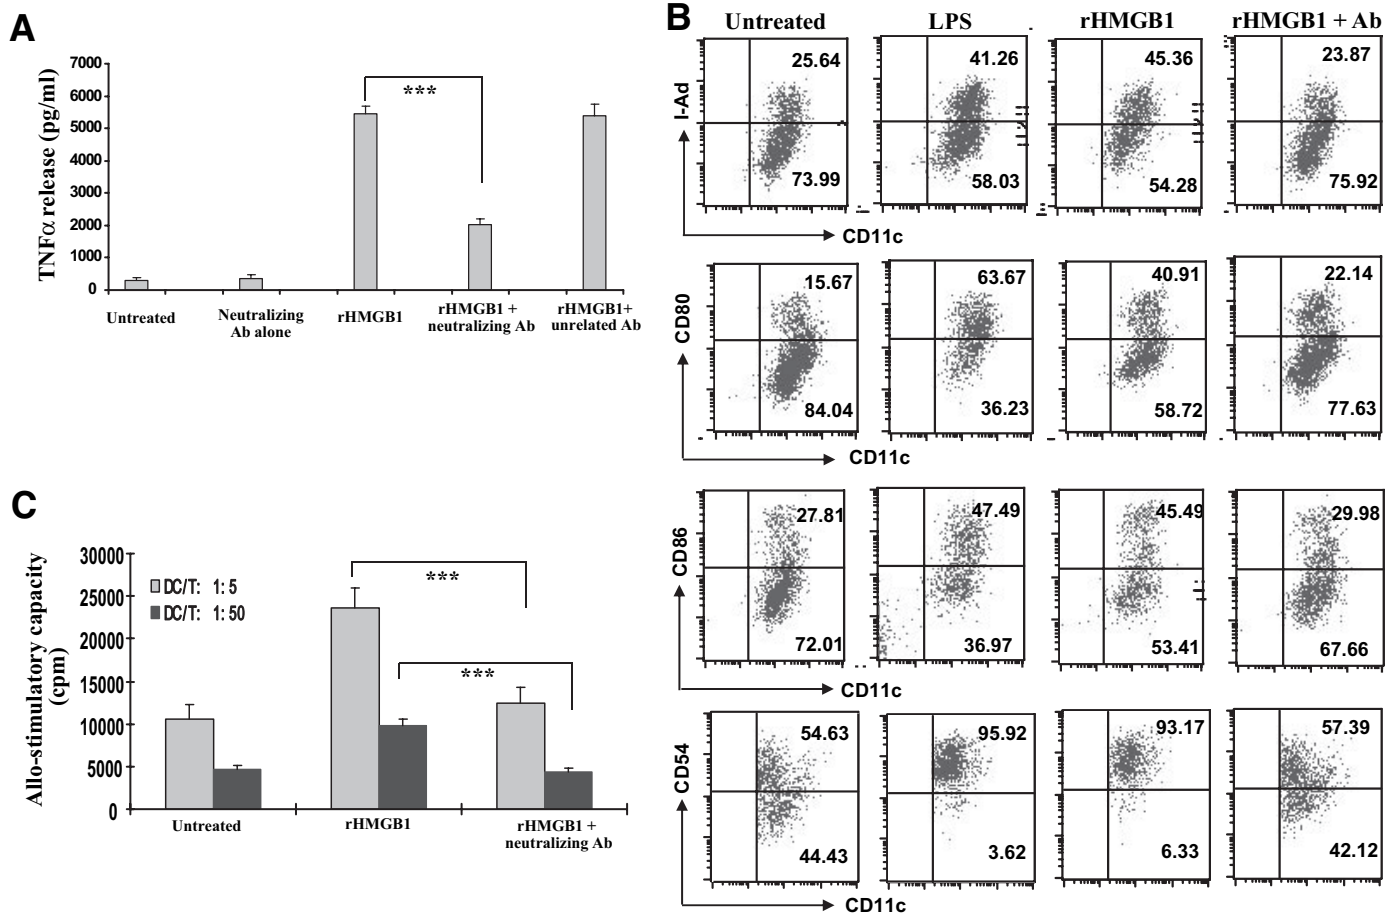 A
TNFα release (pg/ml)
7000
6000
5000
4000
3000
2000
1000
0
***
Untreated
Neutralizing
Ab alone
rHMGB1
rHMGB1 +
neutralizing Ab
rHMGB1+
unrelated Ab
B
Untreated
LPS
rHMGB1
rHMGB1 + Ab
I-Ad
25.64
41.26
45.36
23.87
73.99
58.03
54.28
75.92
CD11c
CD80
15.67
63.67
40.91
22.14
84.04
36.23
58.72
77.63
CD11c
CD86
27.81
47.49
45.49
29.98
72.01
36.97
53.41
67.66
CD11c
CD54
54.63
95.92
93.17
57.39
44.43
3.62
6.33
42.12
CD11c
C
Allo-stimulatory capacity
(cpm)
30000
25000
20000
15000
10000
5000
0
DC/T: 1:5
DC/T: 1:50
***
***
Untreated
rHMGB1
rHMGB1 +
neutralizing Ab